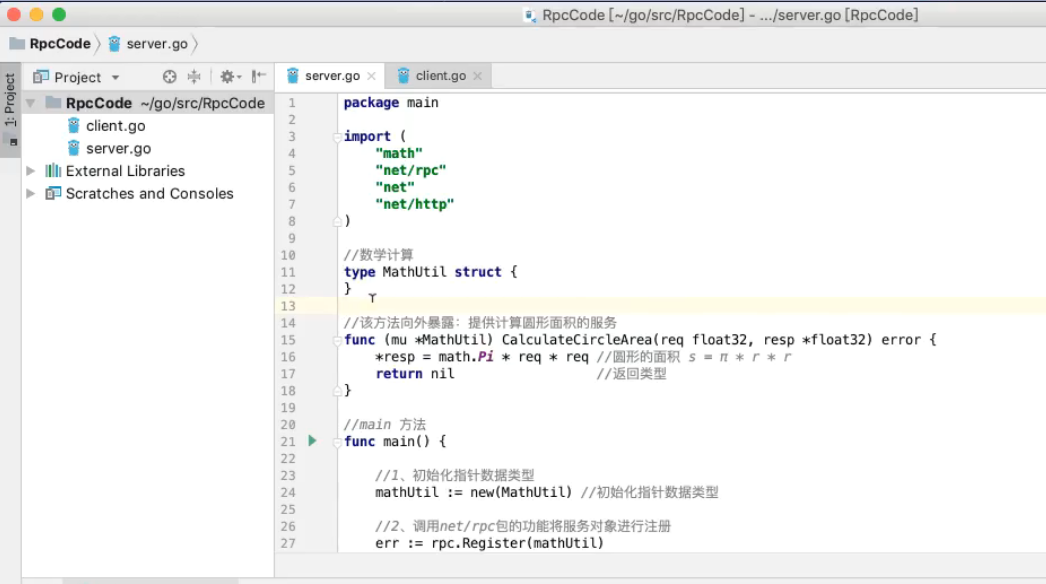 RpcCode [~/go/src/RpcCode] - .../server.go [RpcCode]
RpcCode
server.go
1: Project
Project
server.go
client.go
RpcCode ~/go/src/RpcCode
client.go
server.go
External Libraries
Scratches and Consoles
1 package main
2
3 import (
4 "math"
5 "net/rpc"
6 "net"
7 "net/http"
8 )
9
10 //数学计算
11 type MathUtil struct {
12 }
13
14 //该方法向外暴露：提供计算圆形面积的服务
15 func (mu *MathUtil) CalculateCircleArea(req float32, resp *float32) error {
16 *resp = math.Pi * req * req //圆形的面积 s = π * r * r
17 return nil //返回类型
18 }
19
20 //main 方法
21 func main() {
22
23 //1、初始化指针数据类型
24 mathUtil := new(MathUtil) //初始化指针数据类型
25
26 //2、调用net/rpc包的功能将服务对象进行注册
27 err := rpc.Register(mathUtil)